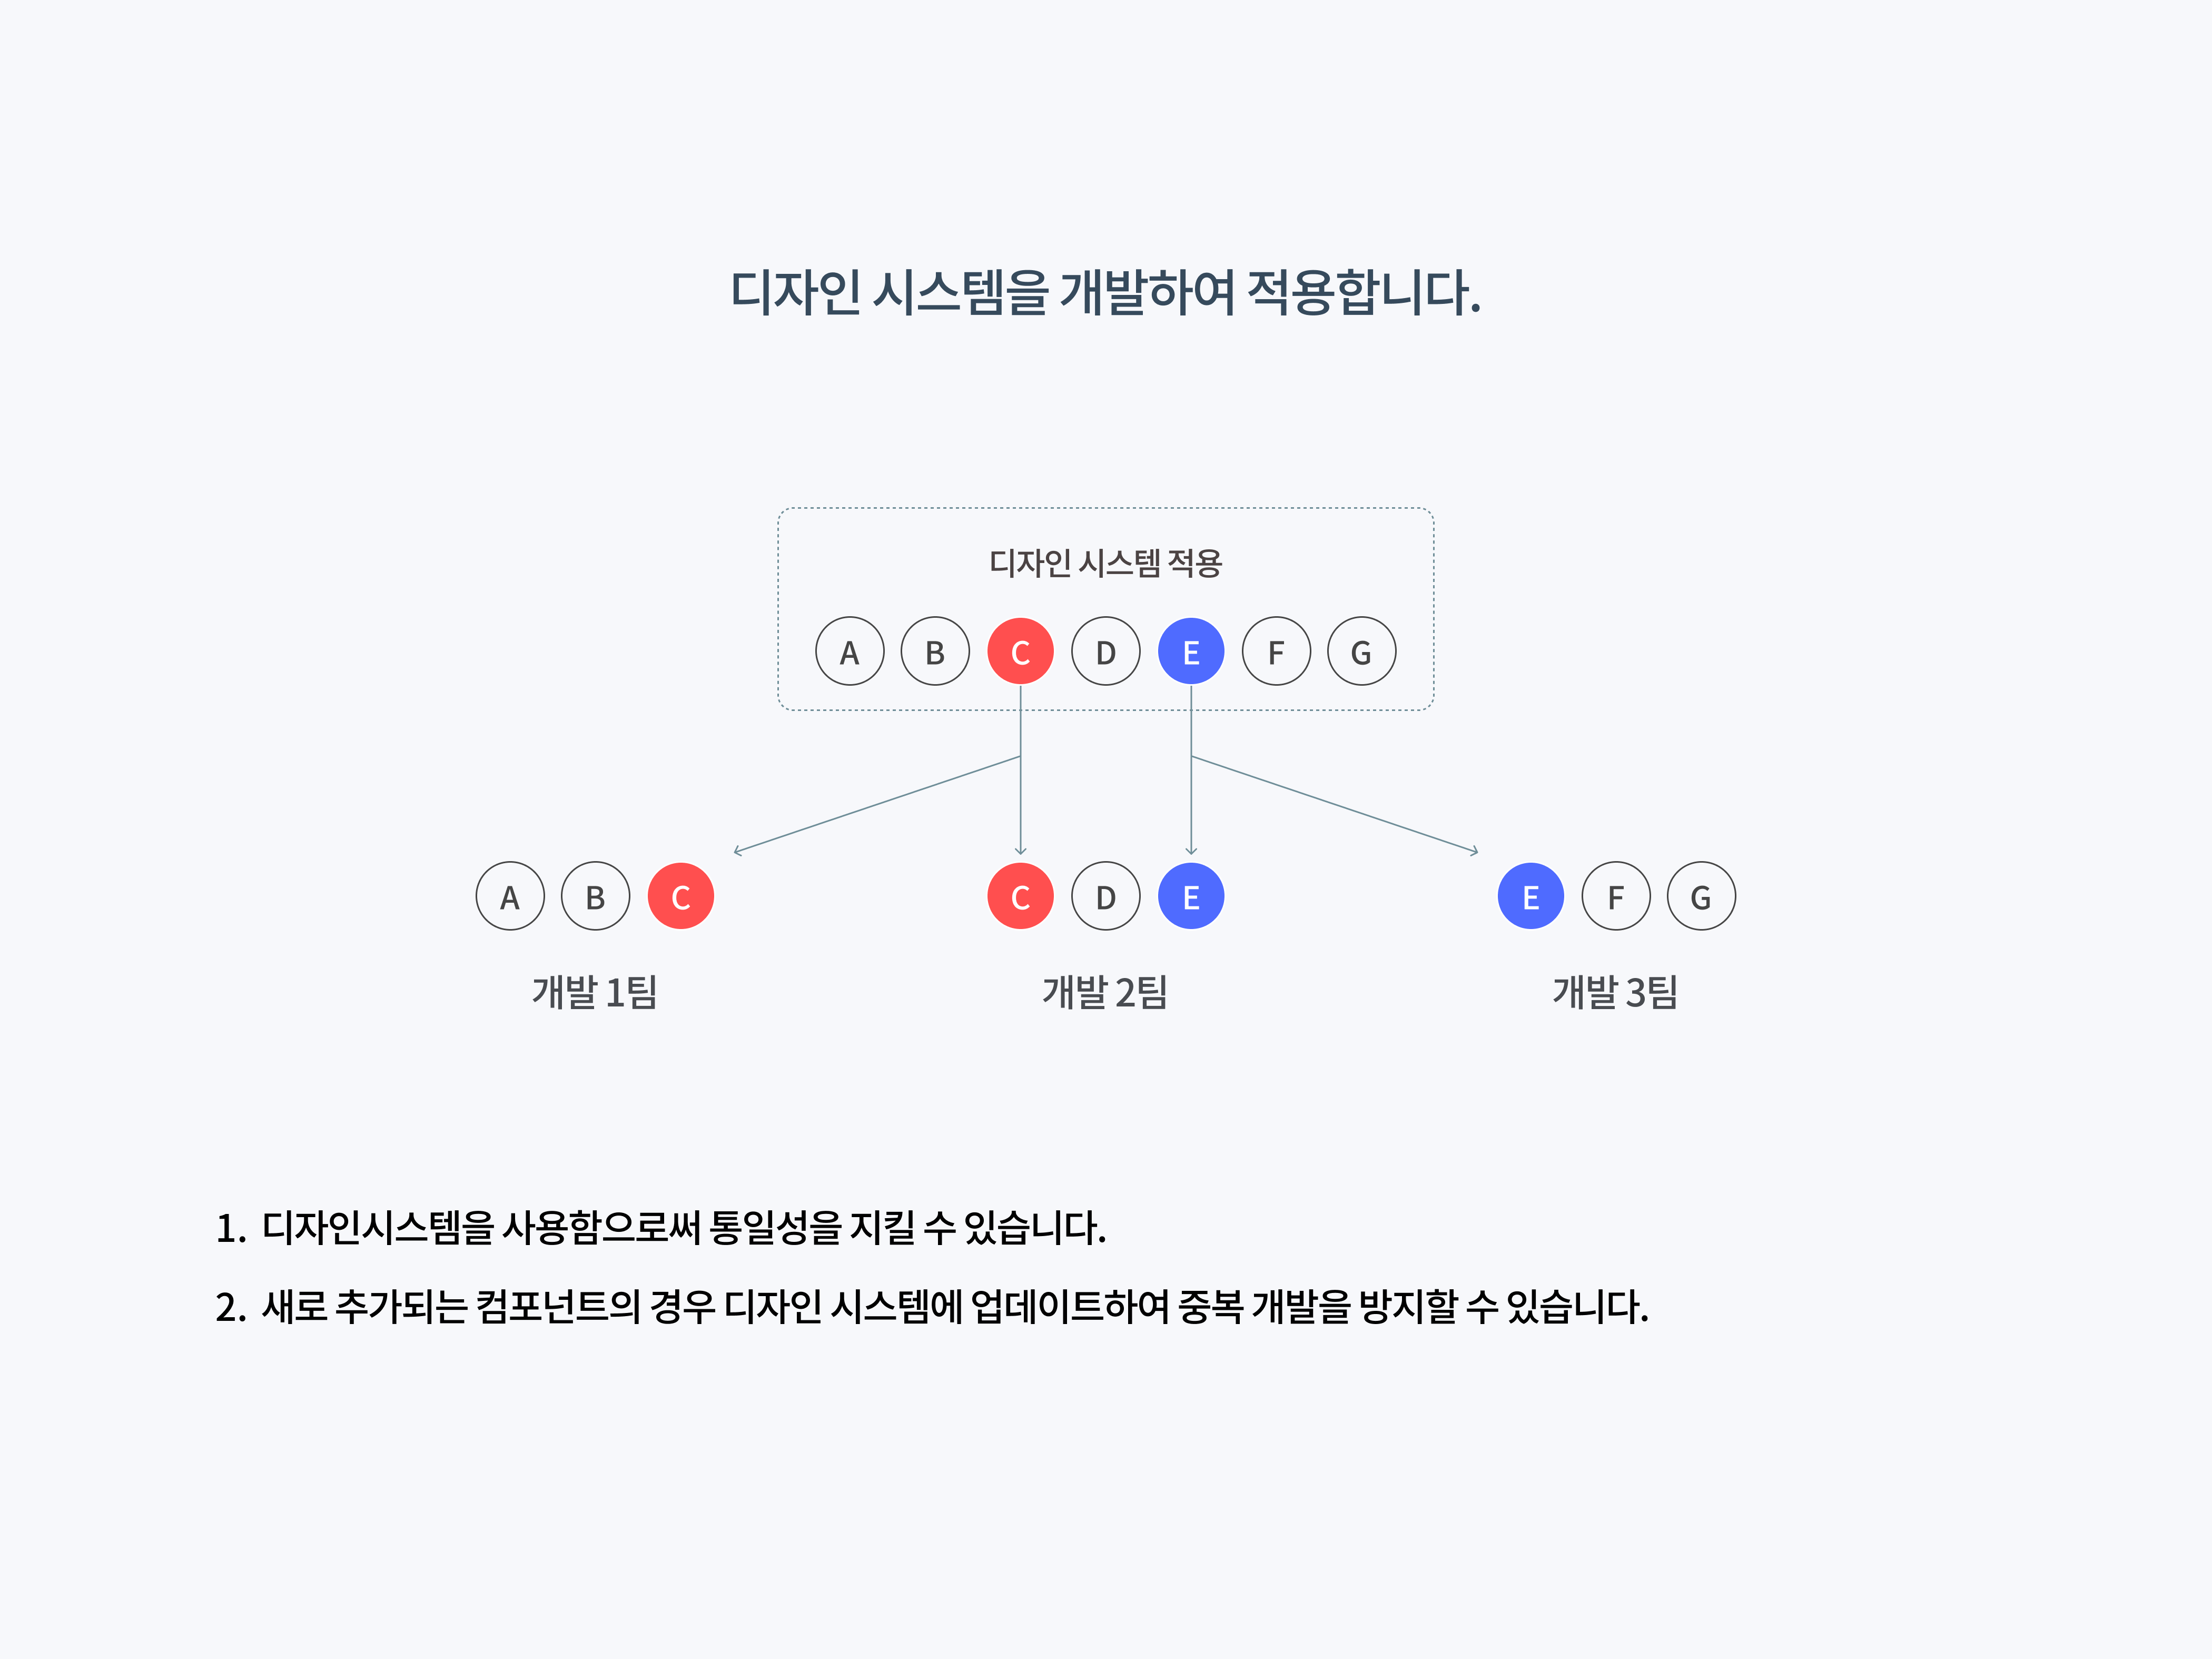 디자인 시스템을 개발하여 적용합니다.
디자인 시스템 적용
A B C D E F G
A B C C D E E F G
개발 1팀 개발 2팀 개발 3팀
1. 디자인시스템을 사용함으로써 통일성을 지킬 수 있습니다.
2. 새로 추가되는 컴포넌트의 경우 디자인 시스템에 업데이트하여 중복 개발을 방지할 수 있습니다.